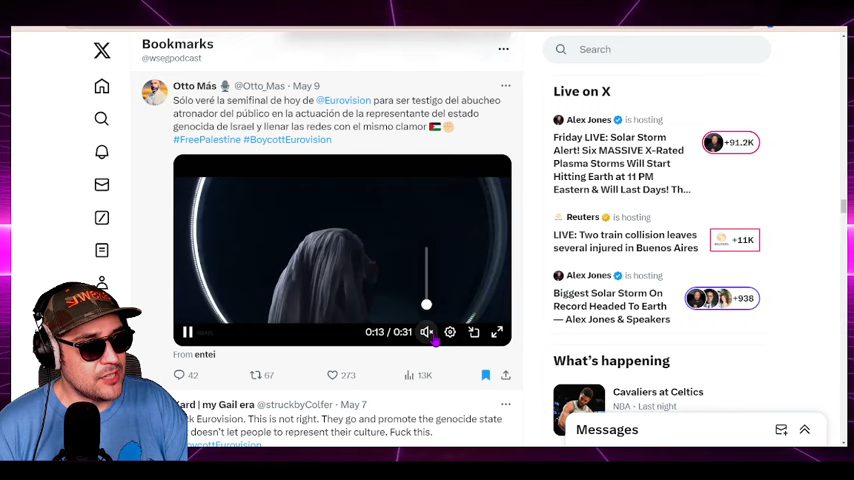 Bookmarks
@wsegpodcast
Otto Más @Otto_Mas · May 9
Sólo veré la semifinal de hoy de @Eurovision para ser testigo del abucheo
atronador del público en la actuación de la representante del estado
genocida de Israel y llenar las redes con el mismo clamor
#FreePalestine #BoycottEurovision
0:13 / 0:31
From entei
42
67
273
13K
Kard | my Gail era @struckbyColfer · May 7
Eurovision. This is not right. They go and promote the genocide state
doesn't let people to represent their culture. Fuck this.
Search
Live on X
Alex Jones is hosting
Friday LIVE: Solar Storm
Alert! Six MASSIVE X-Rated
Plasma Storms Will Start
Hitting Earth at 11 PM
Eastern & Will Last Days! Th...
+91.2K
Reuters is hosting
LIVE: Two train collision leaves
several injured in Buenos Aires
+11K
Alex Jones is hosting
Biggest Solar Storm On
Record Headed To Earth
— Alex Jones & Speakers
+938
What's happening
Cavaliers at Celtics
NBA · Last night
Messages